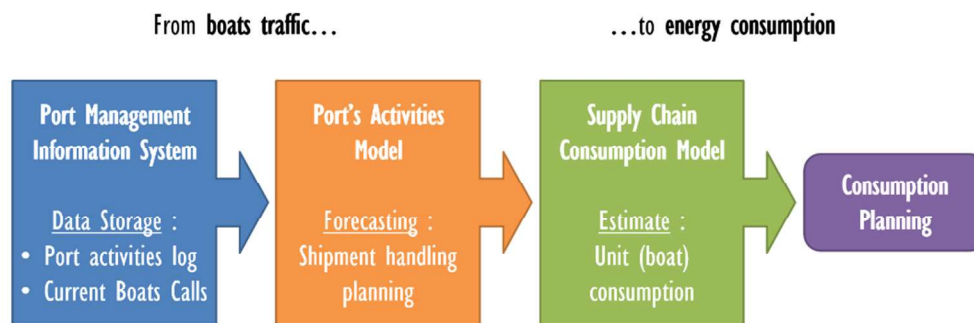 From boats traffic…
…to energy consumption
Port Management
Information System
Data Storage :
• Port activities log
• Current Boats Calls
Port's Activities
Model
Forecasting :
Shipment handling
planning
Supply Chain
Consumption Model
Estimate :
Unit (boat)
consumption
Consumption
Planning